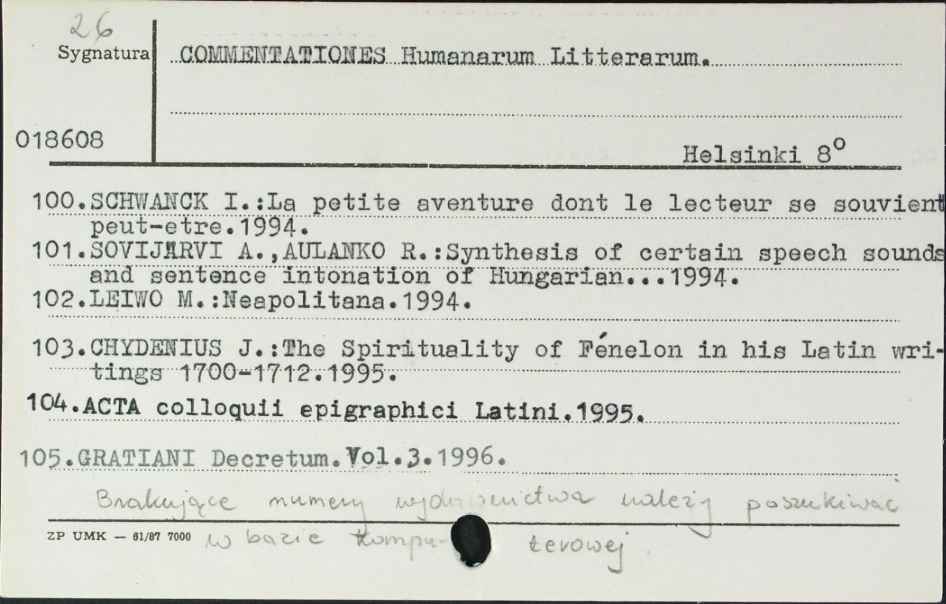 26
Sygnatura
COMMENTATIONES Humanarum Litterarum.
018608
Helsinki 8º
100.SCHWANCK I.:La petite aventure dont le lecteur se souvient
peut-etre.1994.
101.SOVIJÄRVI A.,AULANKO R.:Synthesis of certain speech sounds
and sentence intonation of Hungarian...1994.
102.LEIWO M.:Neapolitana.1994.
103.CHYDENIUS J.:The Spirituality of Fénelon in his Latin wri-
tings 1700-1712.1995.
104.ACTA colloquii epigraphici Latini.1995.
105.GRATIANI Decretum.Vol.3.1996.
Brakujące numery wydawnictwa należy poszukiwać
ZP UMK — 61/87 7000 w bazie kompu- terowej